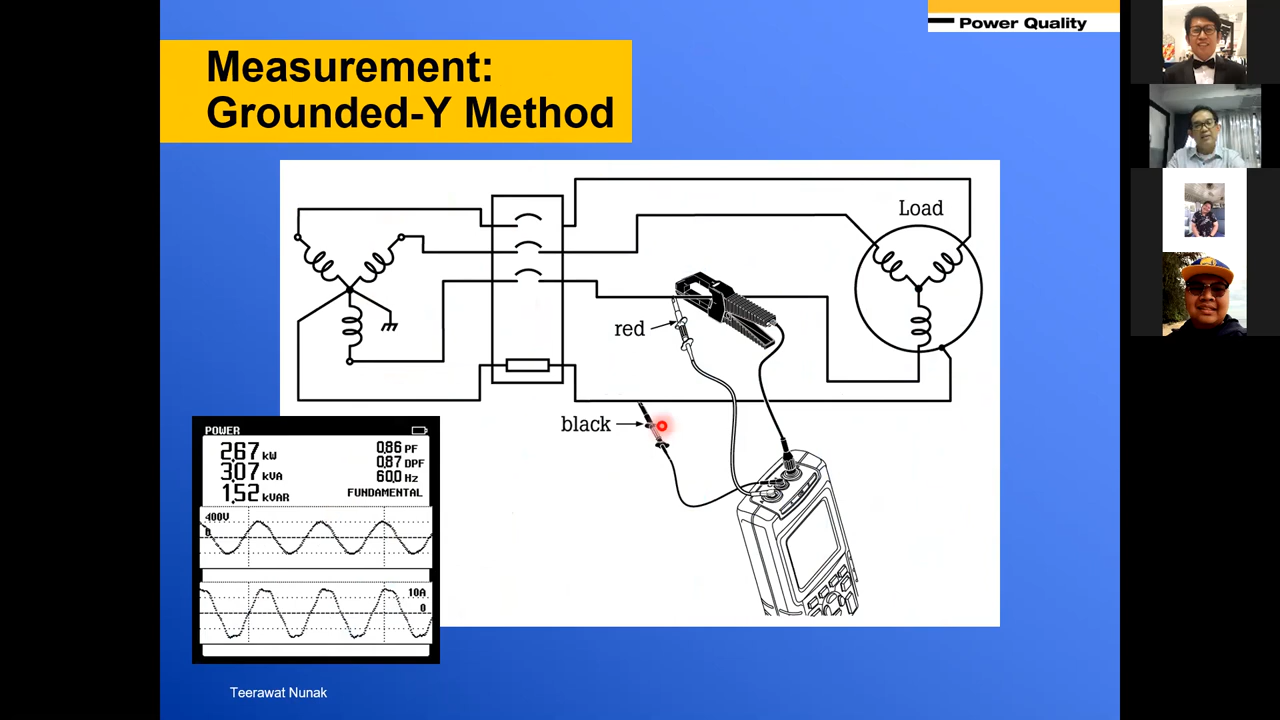 Power Quality
Measurement:
Grounded-Y Method
Load
red
black
POWER
2.67 kW
3.07 kVA
1.52 kVAR
0.86 PF
0.87 DPF
60.0 Hz
FUNDAMENTAL
400V
0
10A
0
Teerawat Nunak